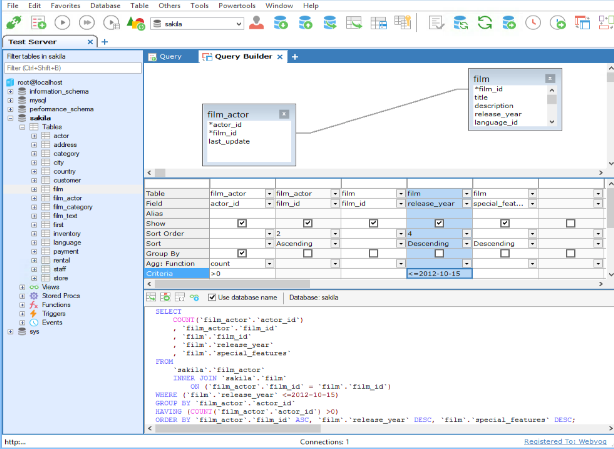 File Edit Favorites Database Table Others Tools Powertools Window Help
sakila
Test Server
Filter tables in sakila
Filter (Ctrl+Shift+B)
root@localhost
information_schema
mysql
performance_schema
sakila
Tables
actor
address
category
city
country
customer
film
film_actor
film_category
film_text
first
inventory
language
payment
rental
staff
store
Views
Stored Procs
Functions
Triggers
Events
sys
Query Query Builder
film_actor
*actor_id
*film_id
last_update
film
*film_id
title
description
release_year
language_id
Table film_actor film_actor film film film
Field actor_id film_id film_id release_year special_feat...
Alias
Show
Sort Order 2 4
Sort Ascending Descending Descending
Group By
Agg: Function count
Criteria >0 <=2012-10-15
Use database name Database: sakila
SELECT
COUNT(`film_actor`.`actor_id`)
, `film_actor`.`film_id`
, `film`.`film_id`
, `film`.`release_year`
, `film`.`special_features`
FROM
`sakila`.`film_actor`
INNER JOIN `sakila`.`film`
ON (`film_actor`.`film_id` = `film`.`film_id`)
WHERE (`film`.`release_year` <=2012-10-15)
GROUP BY `film_actor`.`actor_id`
HAVING (COUNT(`film_actor`.`actor_id`) >0)
ORDER BY `film_actor`.`film_id` ASC, `film`.`release_year` DESC, `film`.`special_features` DESC;
http:... Connections: 1 Registered To: Webyog